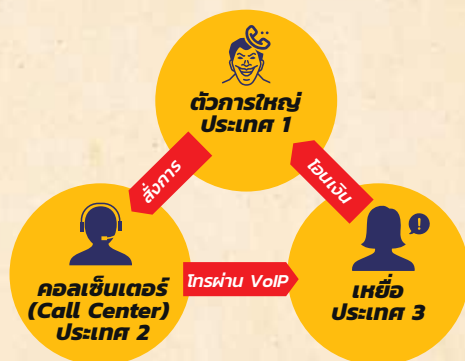 ตัวการใหญ่
ประเทศ 1
สั่งการ
โอนเงิน
คอลเซ็นเตอร์
(Call Center)
ประเทศ 2
โทรผ่าน VoIP
เหยื่อ
ประเทศ 3